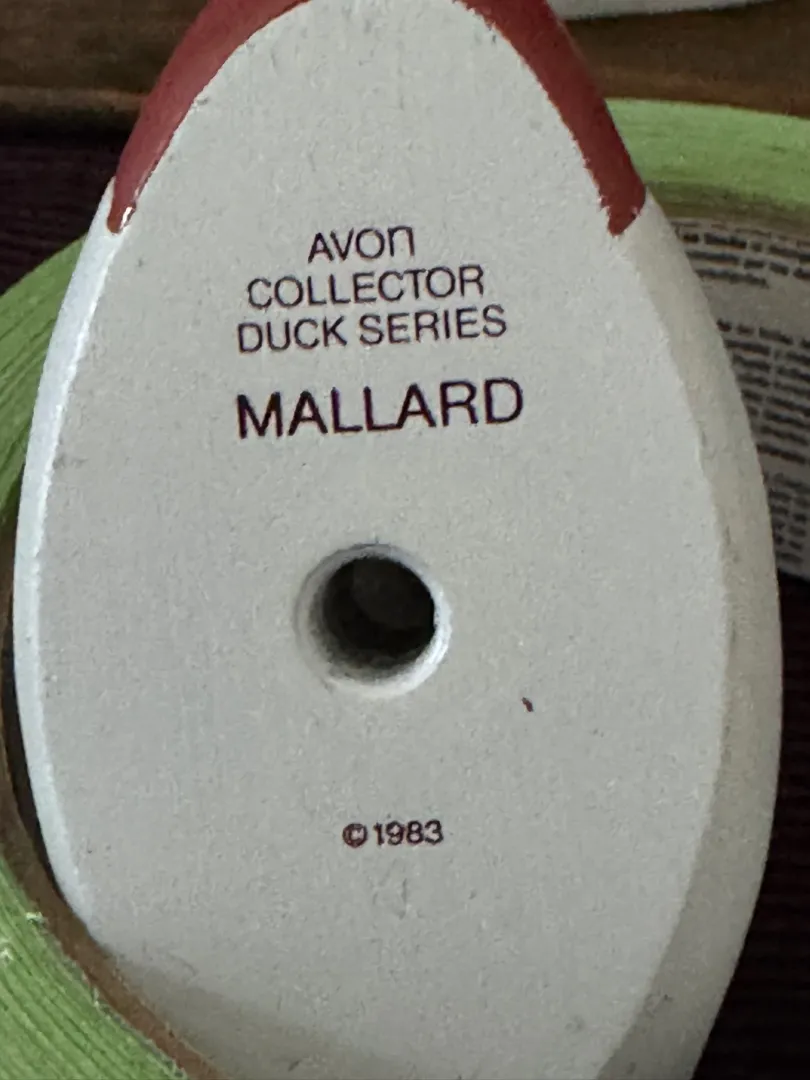 AVON
COLLECTOR
DUCK SERIES
MALLARD
©1983